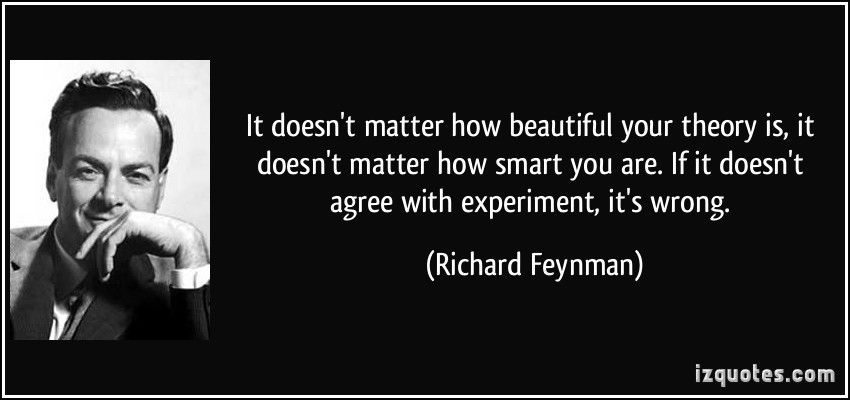 It doesn't matter how beautiful your theory is, it
doesn't matter how smart you are. If it doesn't
agree with experiment, it's wrong.
(Richard Feynman)
izquotes.com